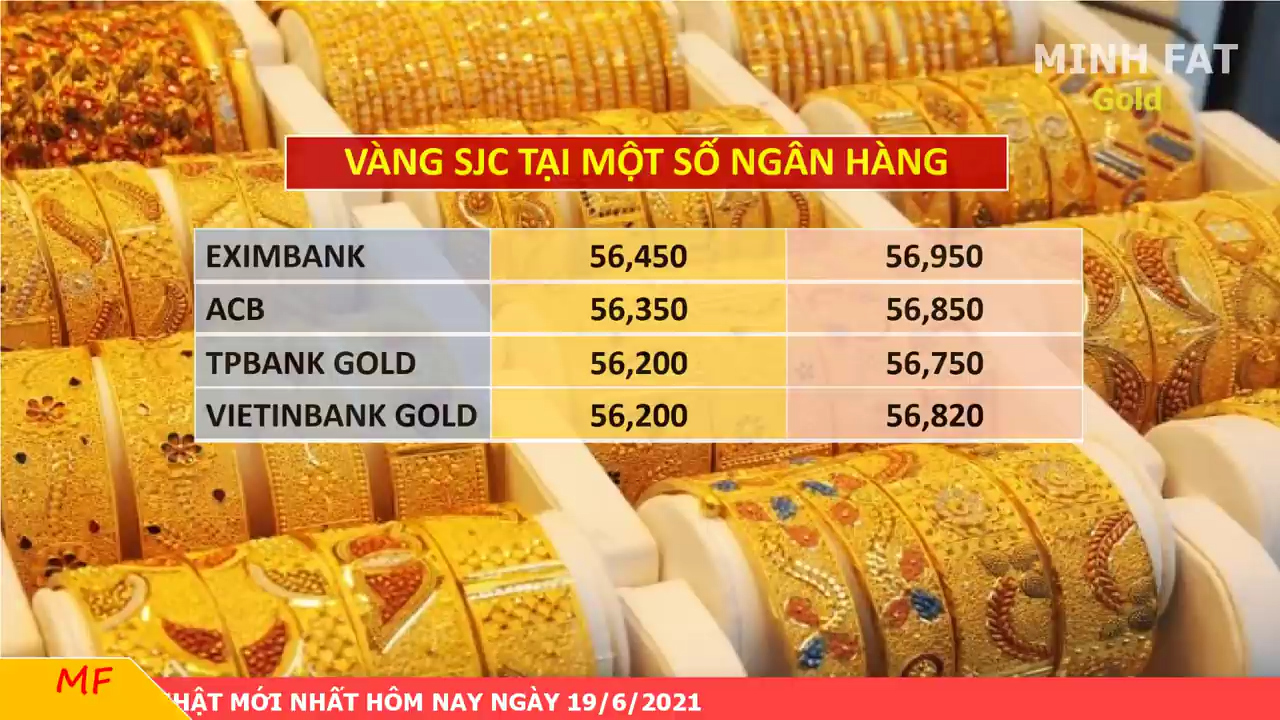 MINH FAT
Gold
VÀNG SJC TẠI MỘT SỐ NGÂN HÀNG
EXIMBANK 56,450 56,950
ACB 56,350 56,850
TPBANK GOLD 56,200 56,750
VIETINBANK GOLD 56,200 56,820
MF
MỚI NHẤT HÔM NAY NGÀY 19/6/2021